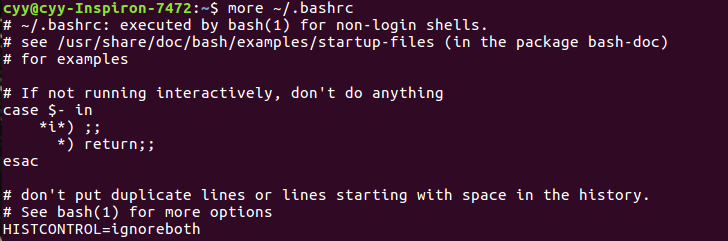 cyy@cyy-Inspiron-7472:~$ more ~/.bashrc
# ~/.bashrc: executed by bash(1) for non-login shells.
# see /usr/share/doc/bash/examples/startup-files (in the package bash-doc)
# for examples

# If not running interactively, don't do anything
case $- in
    *i*) ;;
      *) return;;
esac

# don't put duplicate lines or lines starting with space in the history.
# See bash(1) for more options
HISTCONTROL=ignoreboth